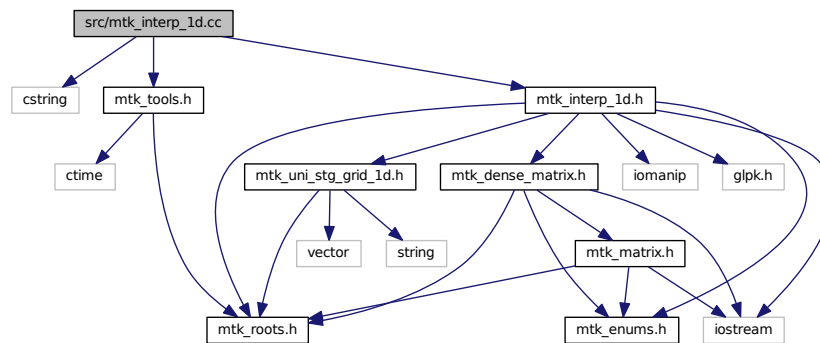 src/mtk_interp_1d.cc
cstring
mtk_tools.h
mtk_interp_1d.h
ctime
mtk_uni_stg_grid_1d.h
mtk_dense_matrix.h
iomanip
glpk.h
vector
string
mtk_matrix.h
mtk_roots.h
mtk_enums.h
iostream